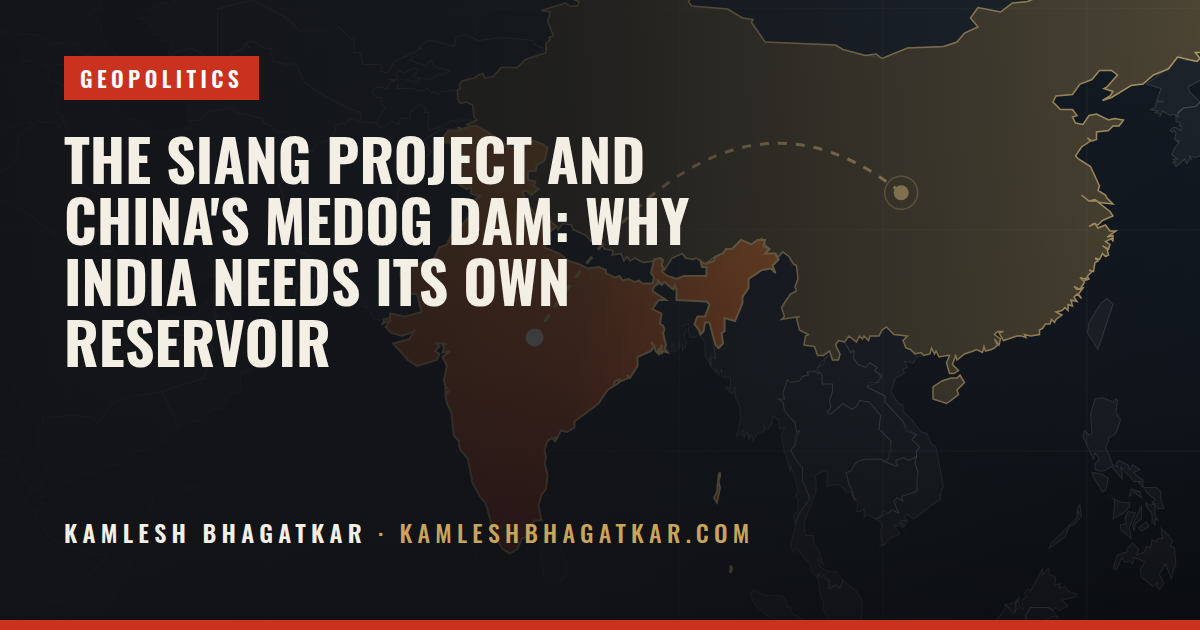 GEOPOLITICS
THE SIANG PROJECT AND
CHINA'S MEDOG DAM: WHY
INDIA NEEDS ITS OWN
RESERVOIR
KAMLESH BHAGATKAR · KAMLESHBHAGATKAR.COM